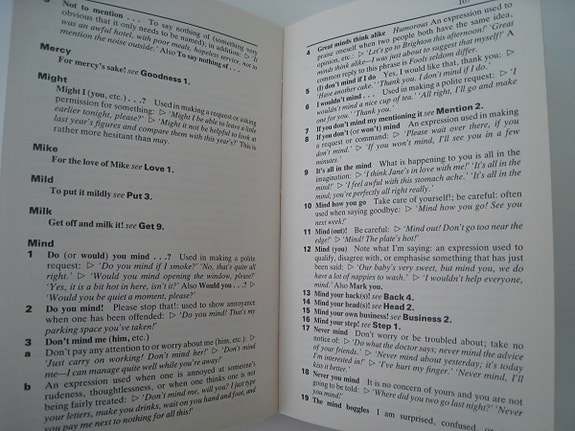 Not to mention . . . To say nothing of (something very
obvious that it only needs to be named); in addition: ▷ 'It
was an awful hotel, with poor meals, hopeless service, not to
mention the noise outside.' Also To say nothing of . . .
Mercy
For mercy's sake! see Goodness 1.
Might
Might I (you, etc.) . . .? Used in making a request or asking
permission for something: ▷ 'Might I be able to leave a little
earlier tonight, please?' ▷ 'Might it not be helpful to look at
last year's figures and compare them with this year's?' This is
rather more hesitant than may.
Mike
For the love of Mike see Love 1.
Mild
To put it mildly see Put 3.
Milk
Get off and milk it! see Get 9.
Mind
1 Do (or would) you mind . . .? Used in making a polite
request: ▷ 'Do you mind if I smoke?' 'No, that's quite all
right.' ▷ 'Would you mind opening the window, please?'
'Yes, it is a bit hot in here, isn't it?' Also Would you . . .! ▷
'Would you be quiet a moment, please?'
2 Do you mind! Please stop that!: used to show annoyance
when one has been offended: ▷ 'Do you mind! That's my
parking space you've taken!'
3 Don't mind me (him, etc.)
a Don't pay any attention to or worry about me (him, etc.): ▷
'Just carry on working! Don't mind her!' ▷ 'Don't mind
me—I can manage quite well while you're away!'
b An expression used when one is annoyed at someone's
rudeness, thoughtlessness, or when one thinks one is not
being fairly treated: ▷ 'Don't mind me, will you? I just type
your letters, make you drinks, wait on you hand and foot, and
you pay me next to nothing for all this!'
107
4 Great minds think alike Humorous An expression used to
praise oneself when two people both have the same idea,
opinion, etc.: ▷ 'Let's go to Brighton this afternoon!' 'Great
minds think alike—I was just about to suggest that myself!' A
common reply to this phrase is Fools seldom differ.
5 (I) don't mind if I do Yes, I would like that, thank you: ▷
'Have another cake.' 'Thank you. I don't mind if I do.'
6 I wouldn't mind . . . Used in making a polite request: ▷ 'I
wouldn't mind a nice cup of tea.' 'All right, I'll go and make
one for you.' 'Thank you.'
7 If you don't mind my mentioning it see Mention 2.
8 If you don't (or won't) mind An expression used in making
a request or command: ▷ 'Please wait over there, if you
don't mind.' ▷ 'If you won't mind, I'll see you in a few
minutes.'
9 It's all in the mind What is happening to you is all in the
imagination: ▷ 'I think Jane's in love with me!' 'It's all in the
mind!' ▷ 'I feel awful with this stomach ache.' 'It's all in the
mind, you're perfectly all right really.'
10 Mind how you go Take care of yourself; be careful: often
used when saying goodbye: ▷ 'Mind how you go! See you
next week!'
11 Mind (out)! Be careful: ▷ 'Mind out! Don't go too near the
edge!' ▷ 'Mind! The plate's hot!'
12 Mind (you) Note what I'm saying: an expression used to
qualify, disagree with, or emphasise something that has just
been said: ▷ 'Our baby's very sweet, but mind you, we do
have a lot of nappies to wash.' ▷ 'I wouldn't help everyone,
mind.' Also Mark you.
13 Mind your back(s)! see Back 4.
14 Mind your head(s)! see Head 2.
15 Mind your own business! see Business 2.
16 Mind your step! see Step 1.
17 Never mind Don't worry or be troubled about; take no
notice of: ▷ 'Do what the doctor says; never mind the advice
of your friends.' ▷ 'Never mind about yesterday; it's today
I'm interested in!' ▷ 'I've hurt my finger.' 'Never mind, I'll
kiss it better.'
18 Never you mind It is no concern of yours and you are not
going to be told: ▷ 'Where did you two go last night?' 'Never
you mind!'
19 The mind boggles I am surprised, confused, or